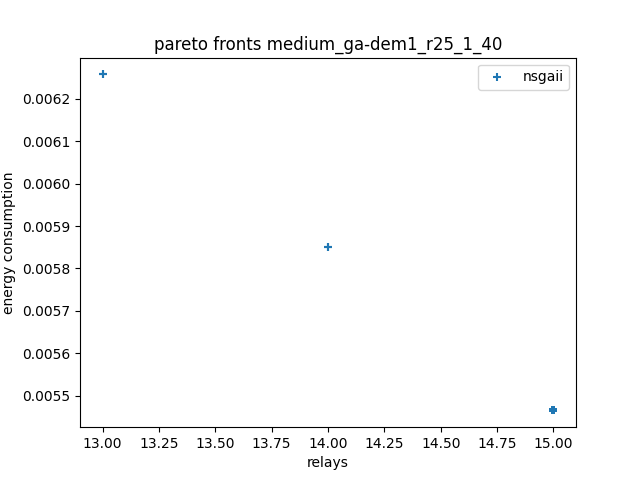 pareto fronts medium_ga-dem1_r25_1_40
nsgaii
0.0062
0.0061
0.0060
0.0059
0.0058
0.0057
0.0056
0.0055
energy consumption
13.00 13.25 13.50 13.75 14.00 14.25 14.50 14.75 15.00
relays